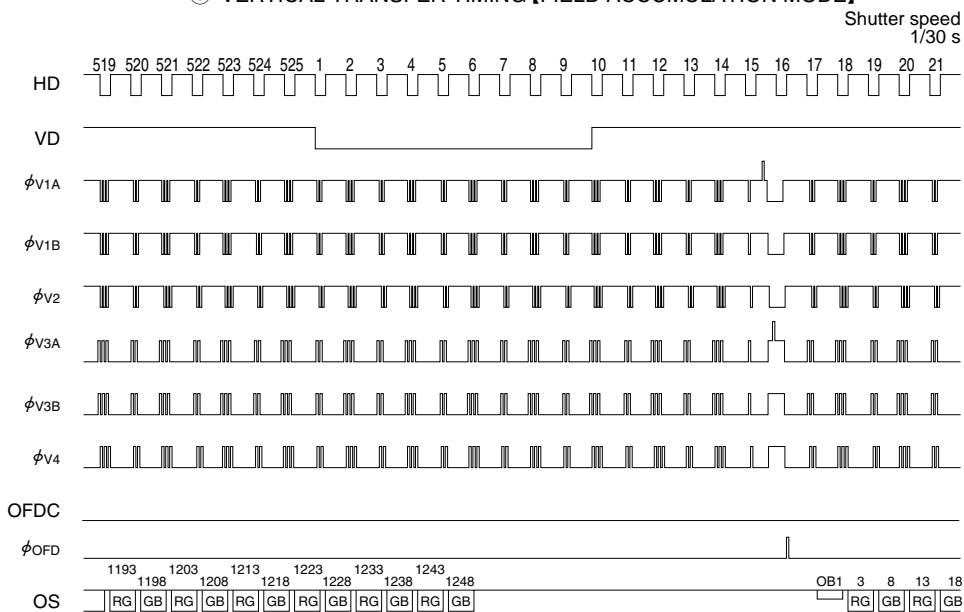 VERTICAL TRANSFER TIMING【FIELD ACCUMULATION MODE】
Shutter speed
1/30 s
HD 519 520 521 522 523 524 525 1 2 3 4 5 6 7 8 9 10 11 12 13 14 15 16 17 18 19 20 21
VD
ϕV1A
ϕV1B
ϕV2
ϕV3A
ϕV3B
ϕV4
OFDC
ϕOFD
1193 1203 1213 1223 1233 1243
1198 1208 1218 1228 1238 1248 OB1 3 8 13 18
OS RG GB RG GB RG GB RG GB RG GB RG GB RG GB RG GB